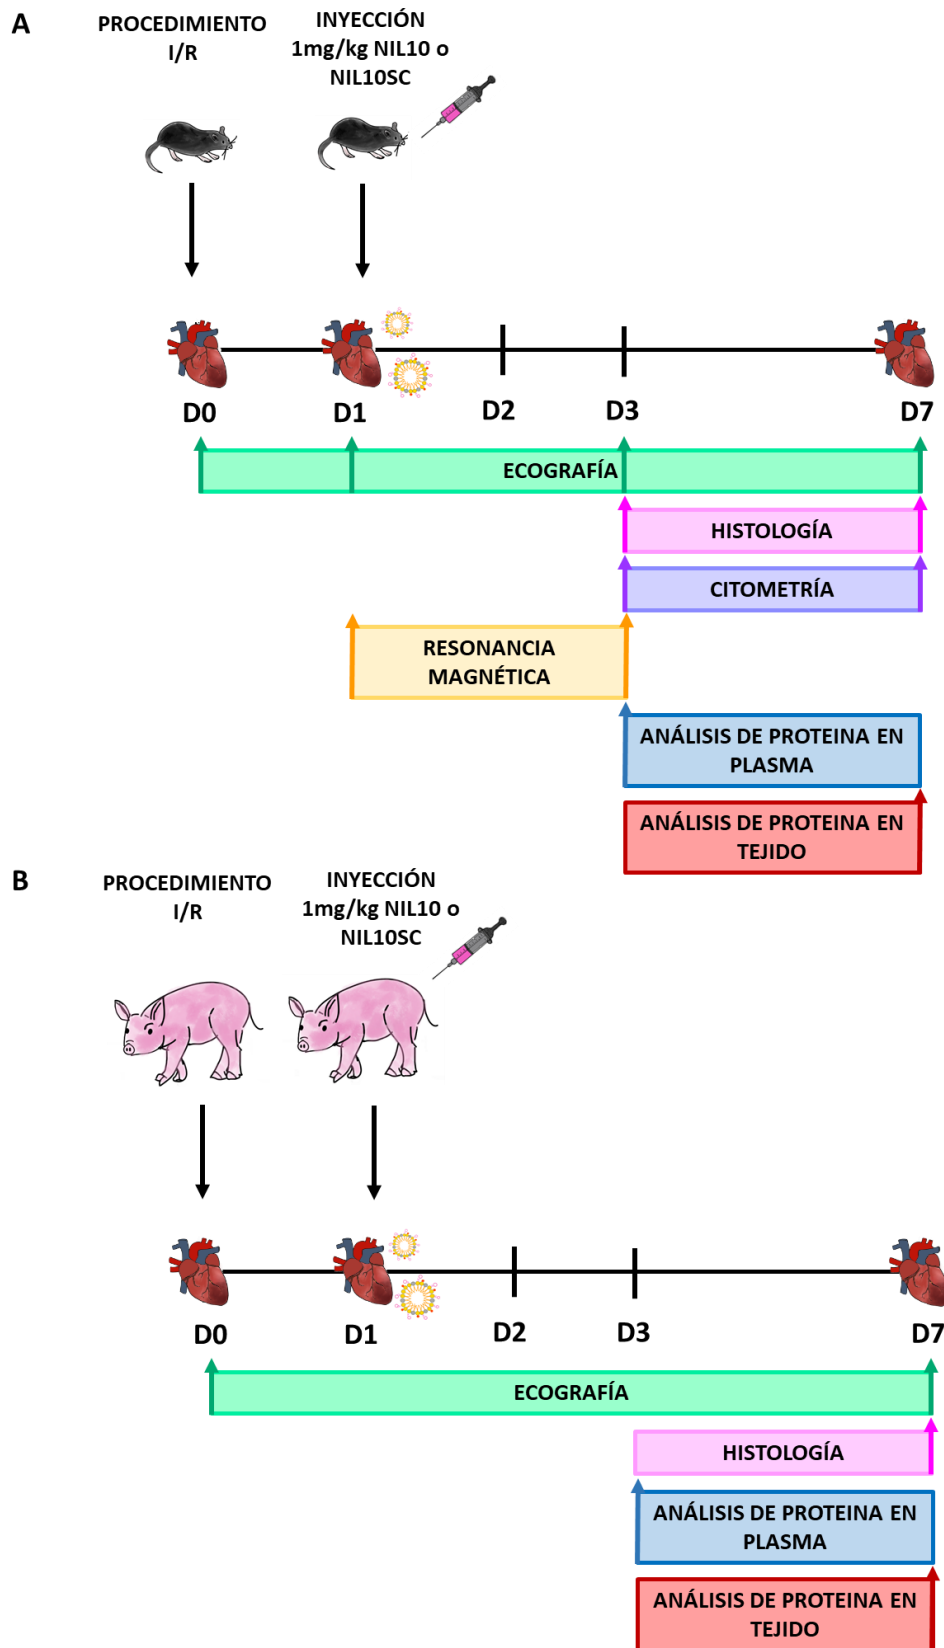 A
PROCEDIMIENTO
I/R
INYECCIÓN
1mg/kg NIL10 o
NIL10SC
D0
D1
D2
D3
D7
ECOGRAFÍA
HISTOLOGÍA
CITOMETRÍA
RESONANCIA
MAGNÉTICA
ANÁLISIS DE PROTEINA EN
PLASMA
ANÁLISIS DE PROTEINA EN
TEJIDO
B
PROCEDIMIENTO
I/R
INYECCIÓN
1mg/kg NIL10 o
NIL10SC
D0
D1
D2
D3
D7
ECOGRAFÍA
HISTOLOGÍA
ANÁLISIS DE PROTEINA EN
PLASMA
ANÁLISIS DE PROTEINA EN
TEJIDO